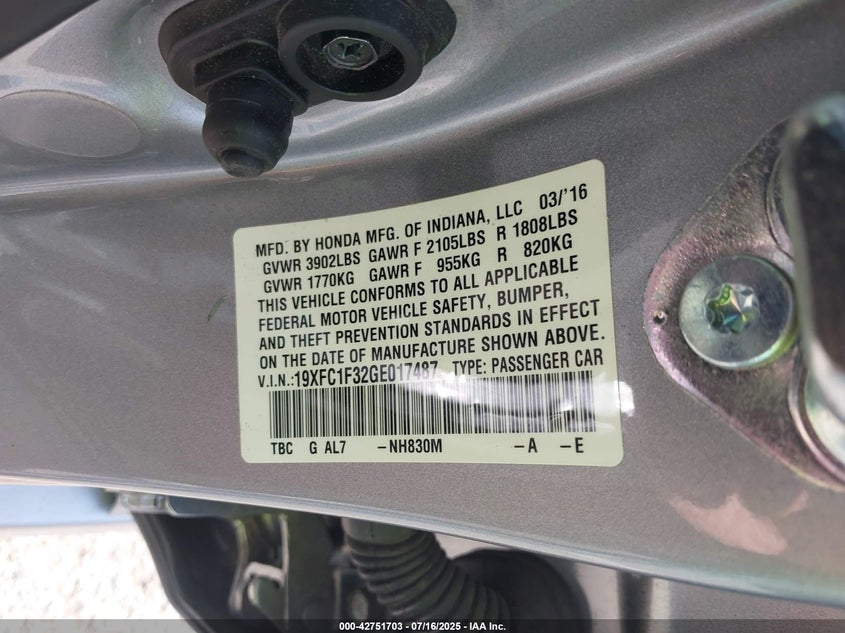 MFD. BY HONDA MFG. OF INDIANA, LLC 03/'16
GVWR 3902LBS GAWR F 2105LBS R 1808LBS
GVWR 1770KG GAWR F 955KG R 820KG
THIS VEHICLE CONFORMS TO ALL APPLICABLE
FEDERAL MOTOR VEHICLE SAFETY, BUMPER,
AND THEFT PREVENTION STANDARDS IN EFFECT
ON THE DATE OF MANUFACTURE SHOWN ABOVE.
V.I.N.:19XFC1F32GE017487 TYPE: PASSENGER CAR
TBC G AL7 -NH830M -A -E
000-42751703 - 07/16/2025 - IAA Inc.